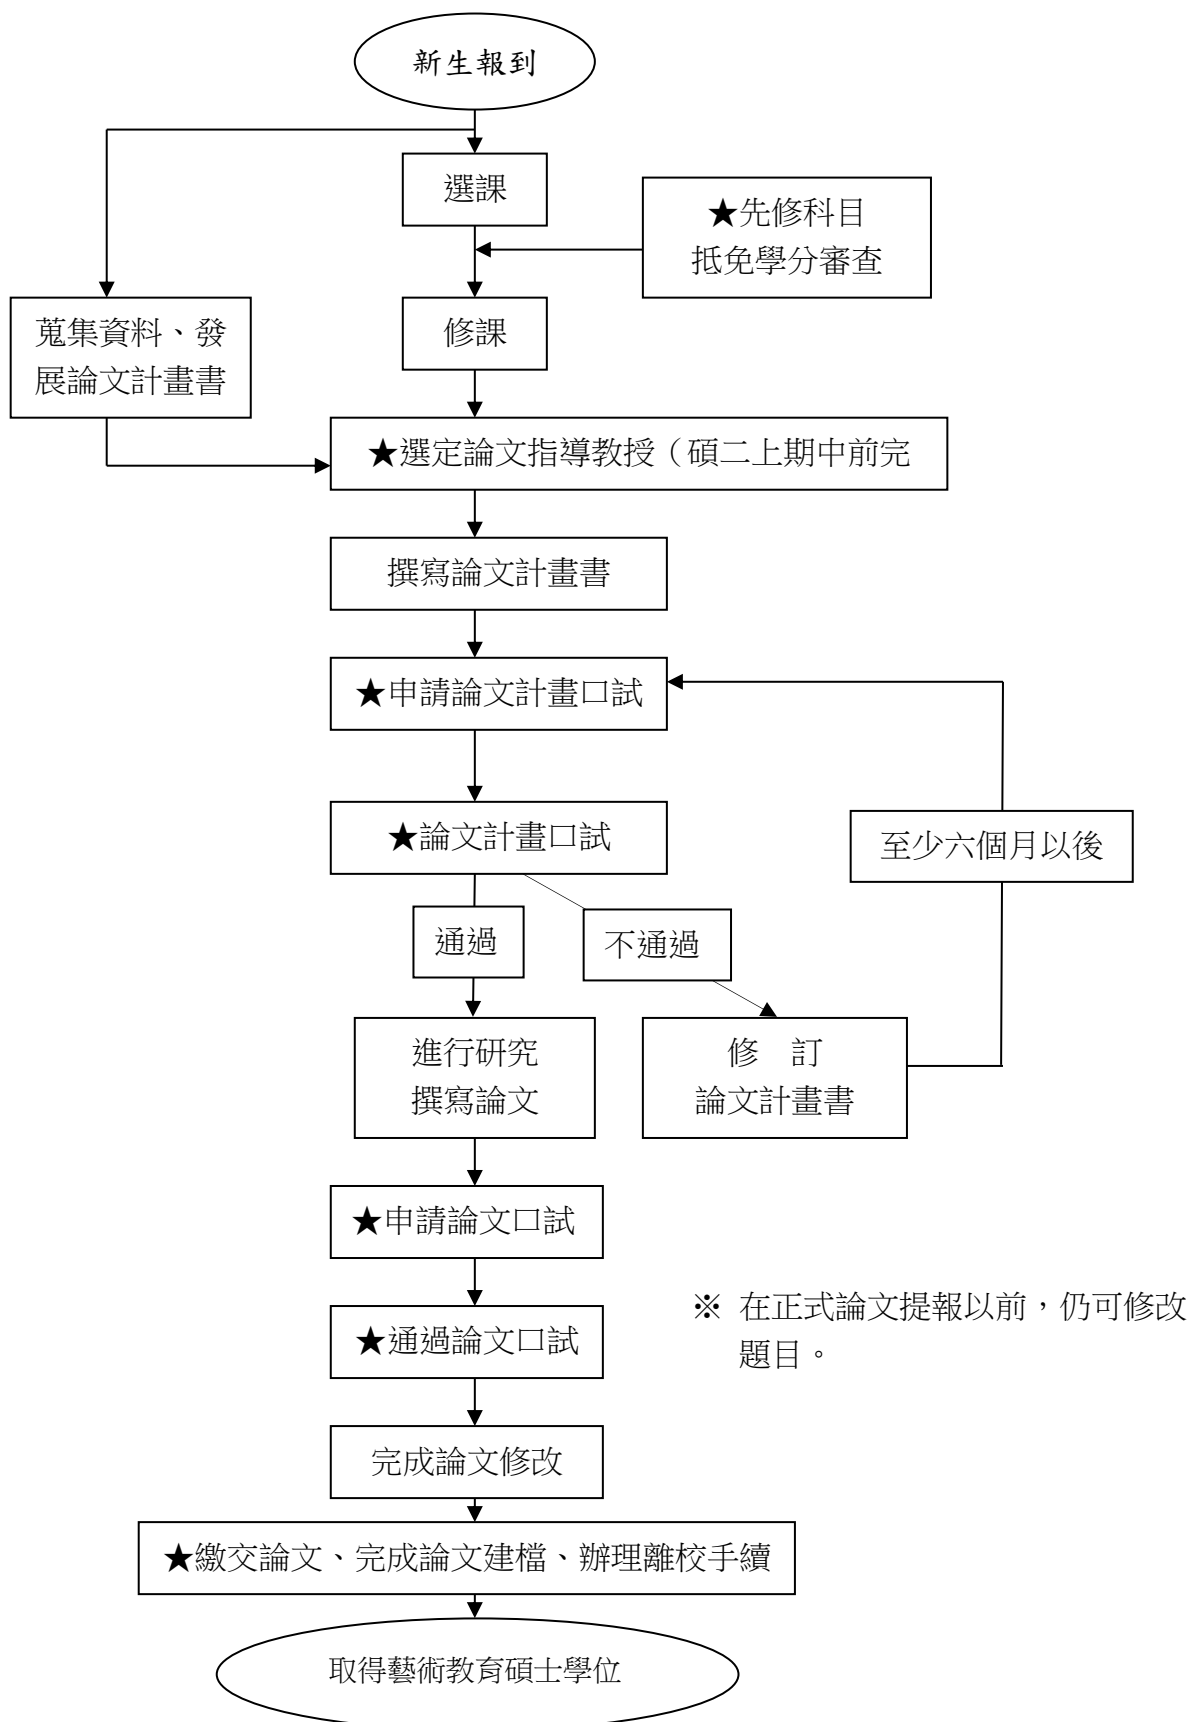 新生報到
選課
★先修科目
抵免學分審查
蒐集資料、發
展論文計畫書
修課
★選定論文指導教授（碩二上期中前完
撰寫論文計畫書
★申請論文計畫口試
★論文計畫口試
至少六個月以後
通過
不通過
進行研究
撰寫論文
修　訂
論文計畫書
★申請論文口試
※ 在正式論文提報以前，仍可修改
題目。
★通過論文口試
完成論文修改
★繳交論文、完成論文建檔、辦理離校手續
取得藝術教育碩士學位